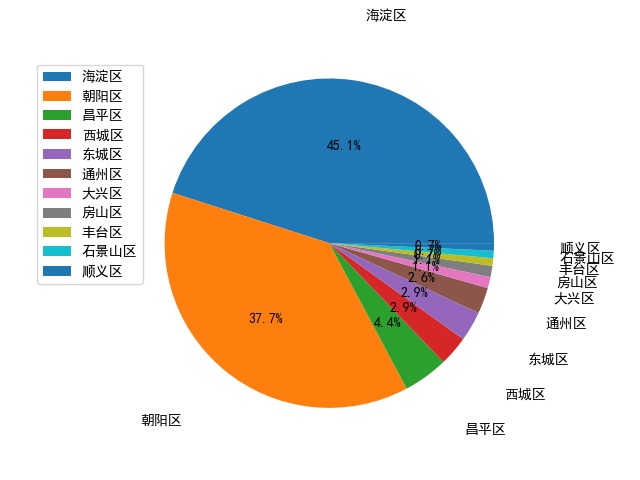 海淀区
海淀区
朝阳区
昌平区
西城区
东城区
通州区
大兴区
房山区
丰台区
石景山区
顺义区
45.1%
37.7%
4.4%
2.9%
2.9%
2.6%
1.1%
0.7%
顺义区
石景山区
丰台区
房山区
大兴区
通州区
东城区
西城区
昌平区
朝阳区